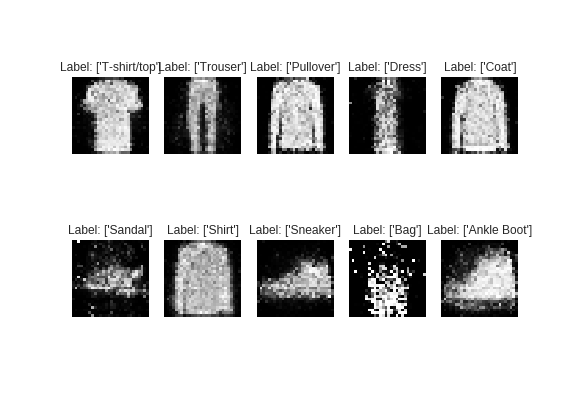 Label: ['T-shirt/top']
Label: ['Trouser']
Label: ['Pullover']
Label: ['Dress']
Label: ['Coat']
Label: ['Sandal']
Label: ['Shirt']
Label: ['Sneaker']
Label: ['Bag']
Label: ['Ankle Boot']